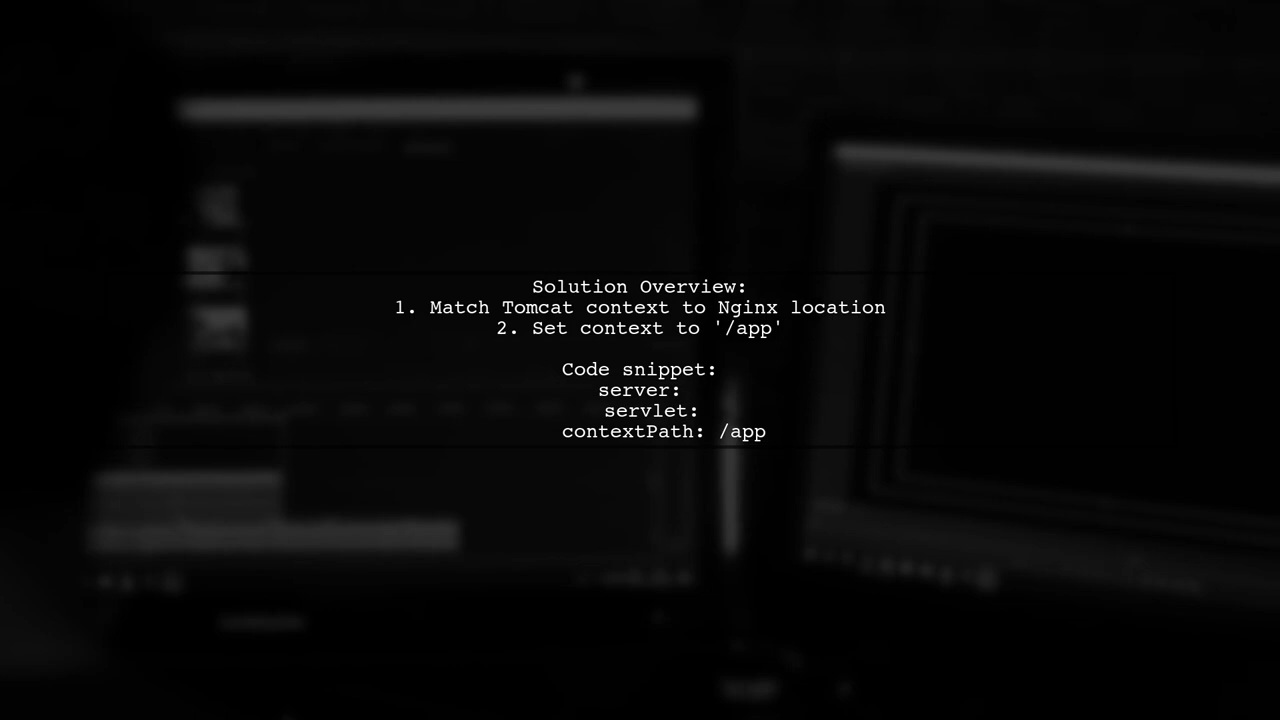 Solution Overview:
1. Match Tomcat context to Nginx location
2. Set context to '/app'
Code snippet:
server:
servlet:
contextPath: /app